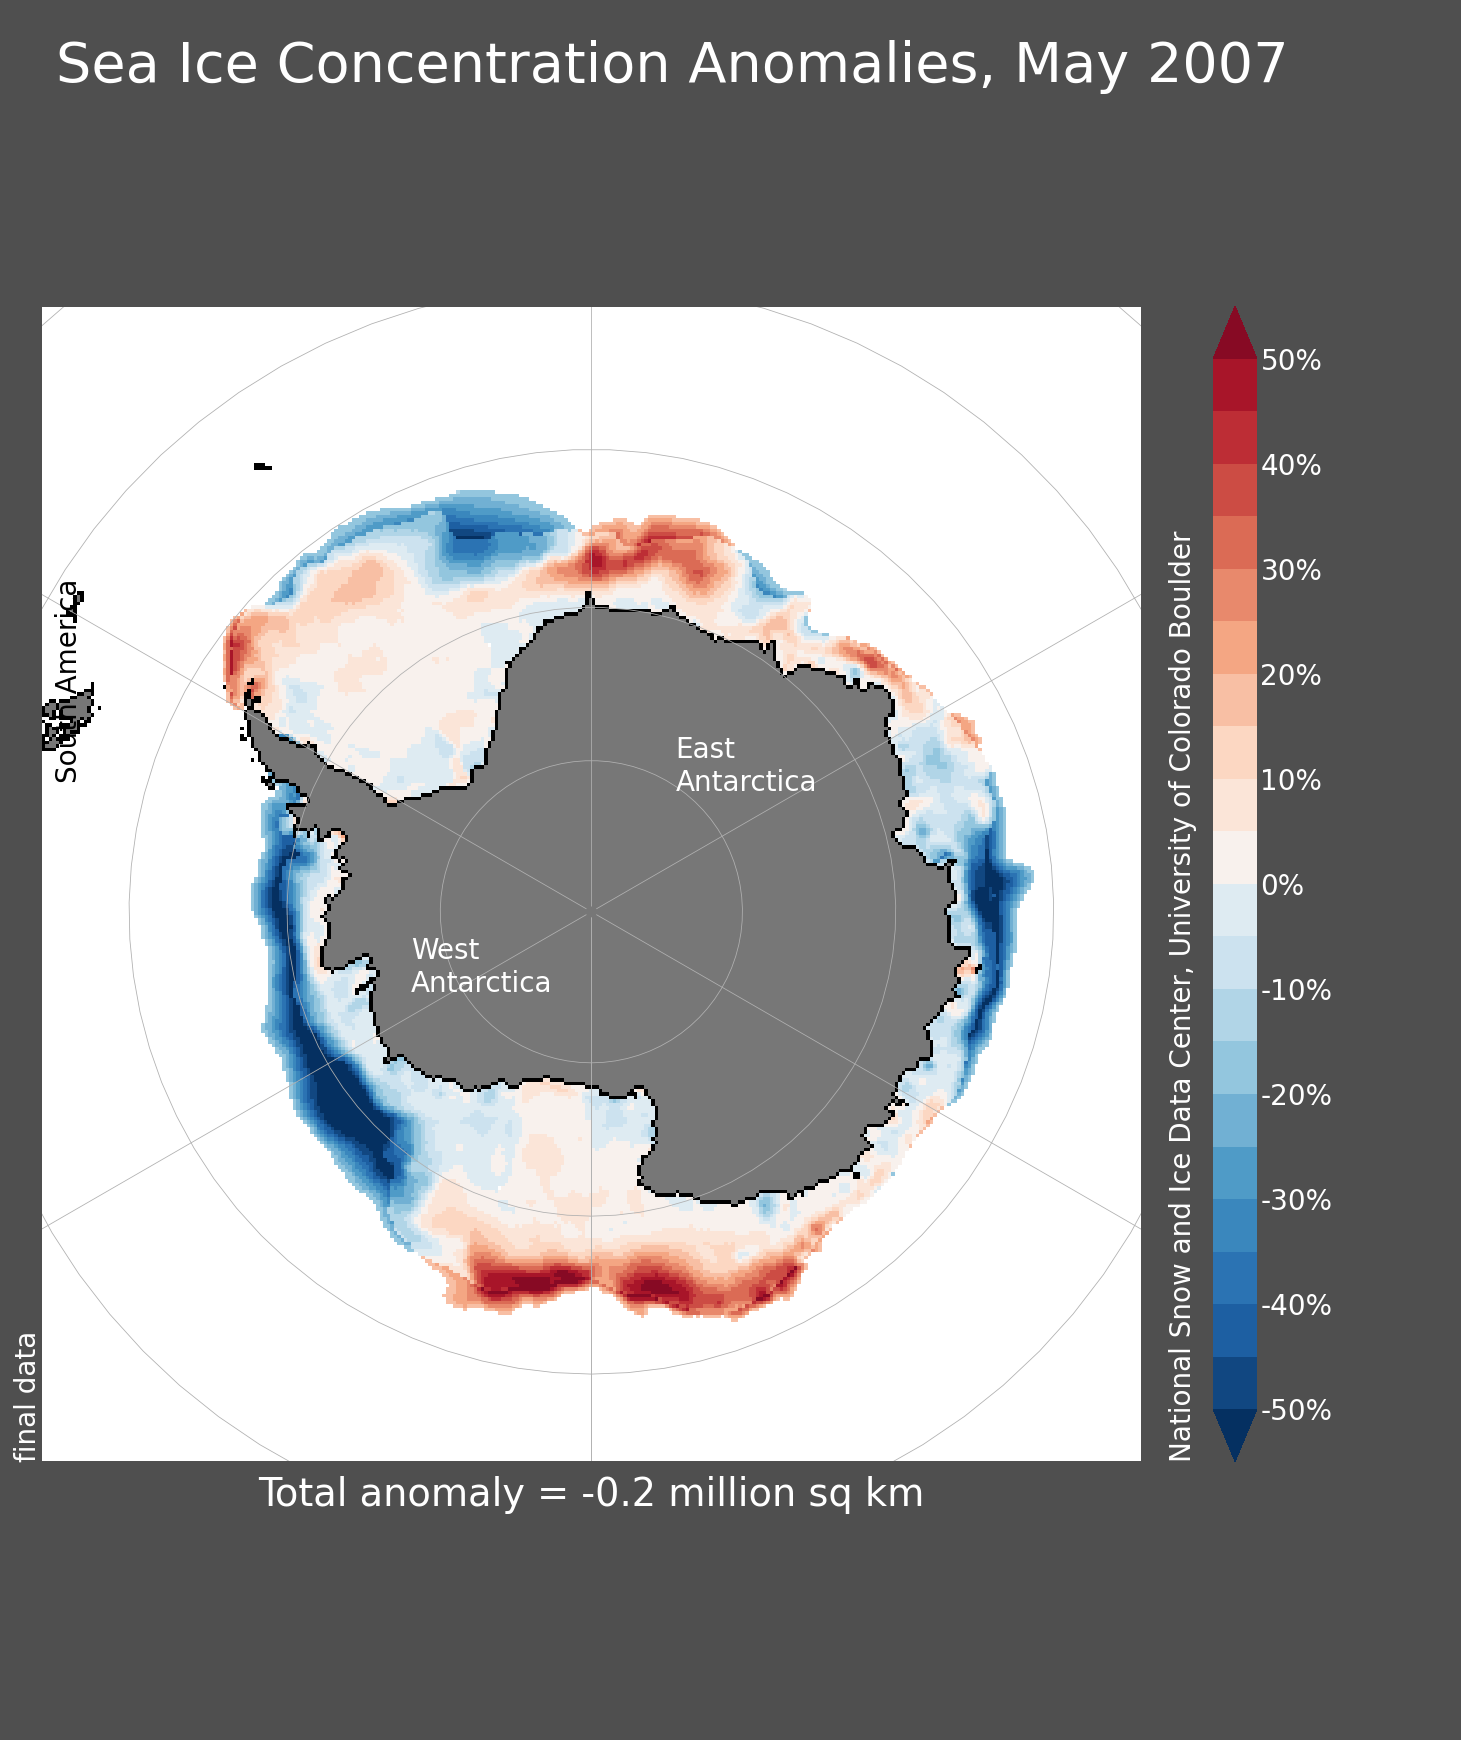 Sea Ice Concentration Anomalies, May 2007
South America
East
Antarctica
West
Antarctica
final data
National Snow and Ice Data Center, University of Colorado Boulder
50%
40%
30%
20%
10%
0%
-10%
-20%
-30%
-40%
-50%
Total anomaly = -0.2 million sq km